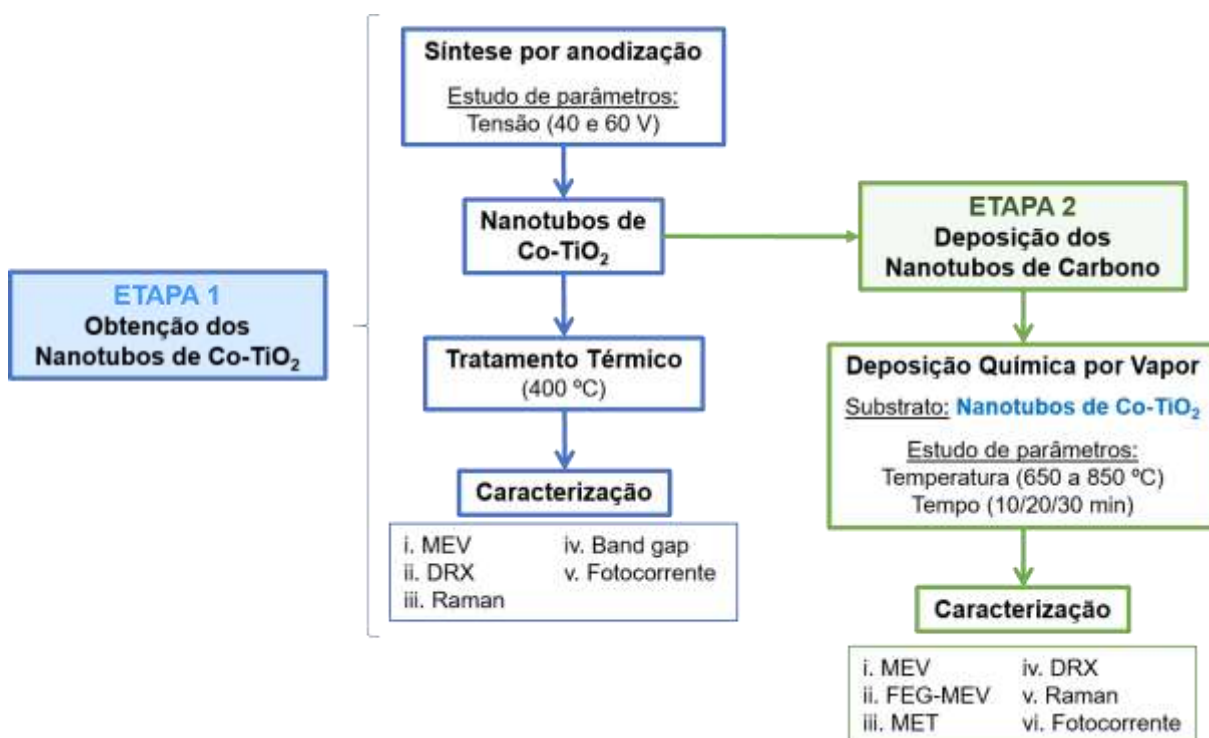 ETAPA 1
Obtenção dos
Nanotubos de Co-TiO₂
Síntese por anodização
Estudo de parâmetros:
Tensão (40 e 60 V)
Nanotubos de
Co-TiO₂
Tratamento Térmico
(400 ºC)
Caracterização
i. MEV
ii. DRX
iii. Raman
iv. Band gap
v. Fotocorrente
ETAPA 2
Deposição dos
Nanotubos de Carbono
Deposição Química por Vapor
Substrato: Nanotubos de Co-TiO₂
Estudo de parâmetros:
Temperatura (650 a 850 ºC)
Tempo (10/20/30 min)
Caracterização
i. MEV
ii. FEG-MEV
iii. MET
iv. DRX
v. Raman
vi. Fotocorrente